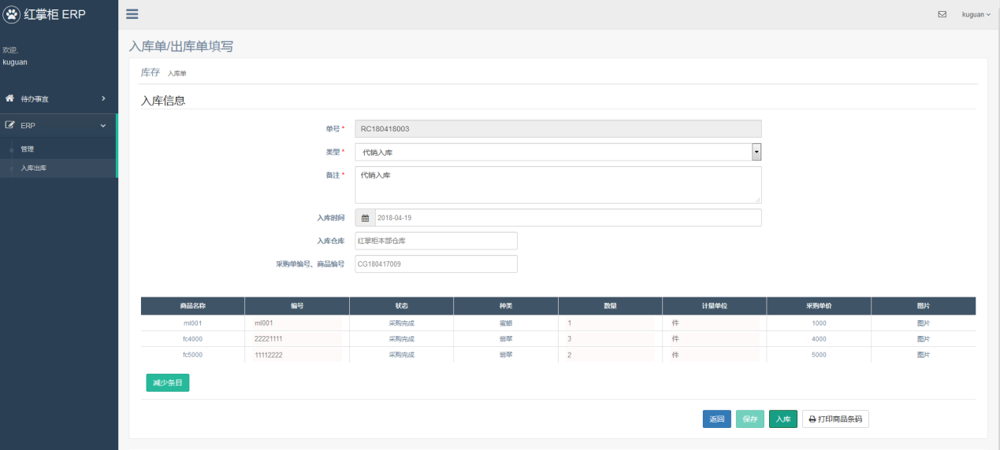 红掌柜 ERP
kuguan
欢迎,
kuguan
待办事宜
ERP
管理
入库出库
入库单/出库单填写
库存 入库单
入库信息
单号 * RC180418003
类型 * 代销入库
备注 * 代销入库
入库时间 2018-04-19
入库仓库 红掌柜本部仓库
采购单编号、商品编号 CG180417009
商品名称 编号 状态 种类 数量 计量单位 采购单价 图片
ml001 ml001 采购完成 蜜蜡 1 件 1000 图片
fc4000 22221111 采购完成 翡翠 3 件 4000 图片
fc5000 11112222 采购完成 翡翠 2 件 5000 图片
减少条目
返回 保存 入库 打印商品条码